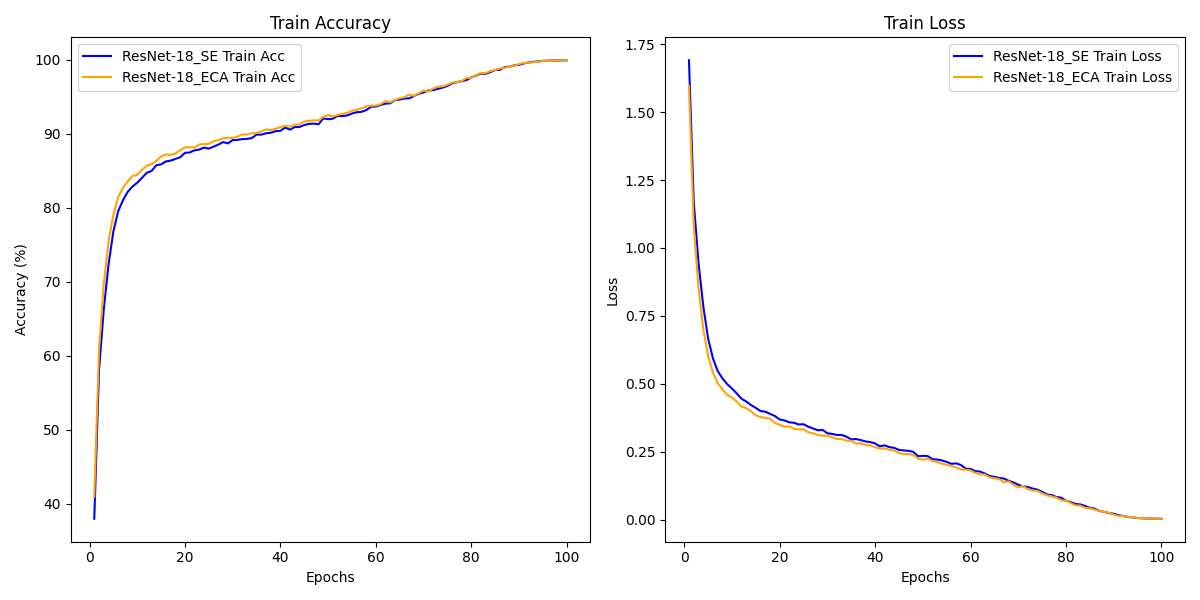 Train Accuracy
ResNet-18_SE Train Acc
ResNet-18_ECA Train Acc
Accuracy (%)
100
90
80
70
60
50
40
0 20 40 60 80 100
Epochs
Train Loss
ResNet-18_SE Train Loss
ResNet-18_ECA Train Loss
Loss
1.75
1.50
1.25
1.00
0.75
0.50
0.25
0.00
0 20 40 60 80 100
Epochs